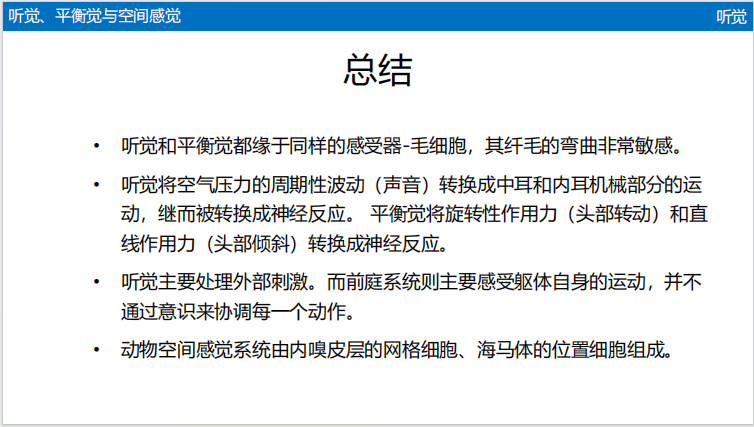 听觉、平衡觉与空间感觉
听觉
总结
• 听觉和平衡觉都缘于同样的感受器-毛细胞，其纤毛的弯曲非常敏感。
• 听觉将空气压力的周期性波动（声音）转换成中耳和内耳机械部分的运
动，继而被转换成神经反应。 平衡觉将旋转性作用力（头部转动）和直
线作用力（头部倾斜）转换成神经反应。
• 听觉主要处理外部刺激。而前庭系统则主要感受躯体自身的运动，并不
通过意识来协调每一个动作。
• 动物空间感觉系统由内嗅皮层的网格细胞、海马体的位置细胞组成。